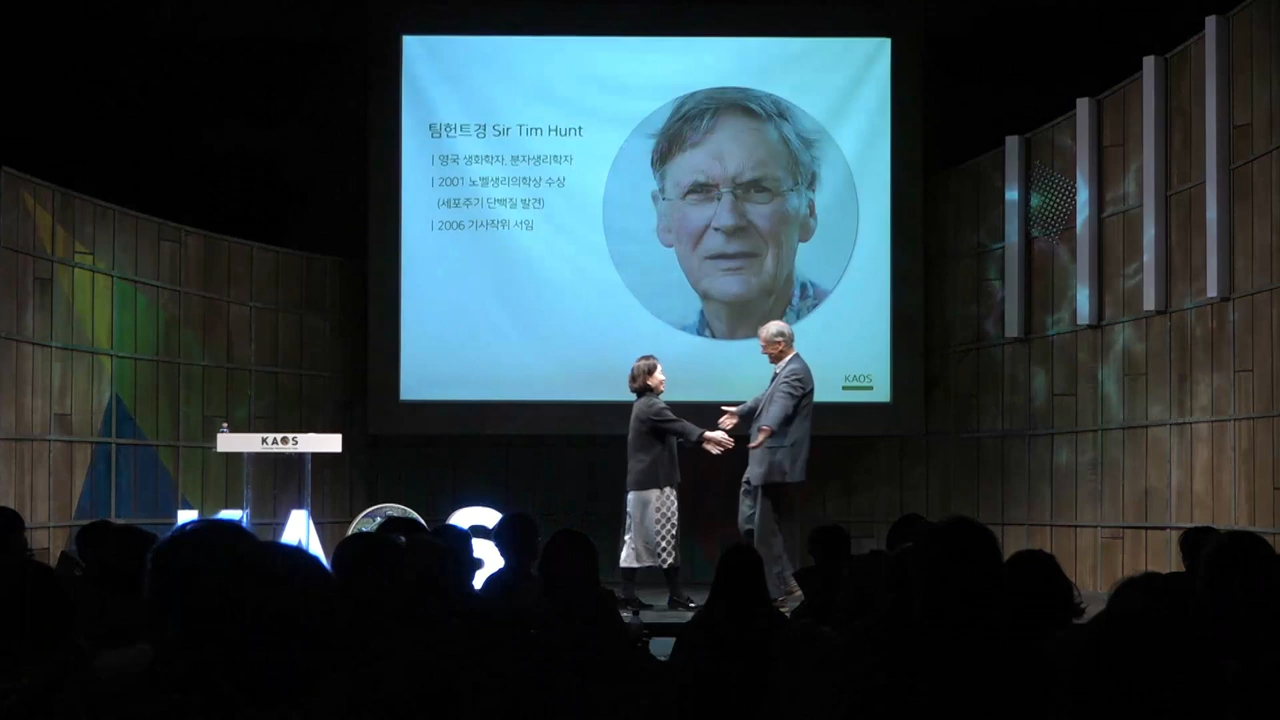 팀헌트경 Sir Tim Hunt
| 영국 생화학자, 분자생리학자
| 2001 노벨생리의학상 수상
(세포주기 단백질 발견)
| 2006 기사작위 서임
KAOS
KAOS
KAOS